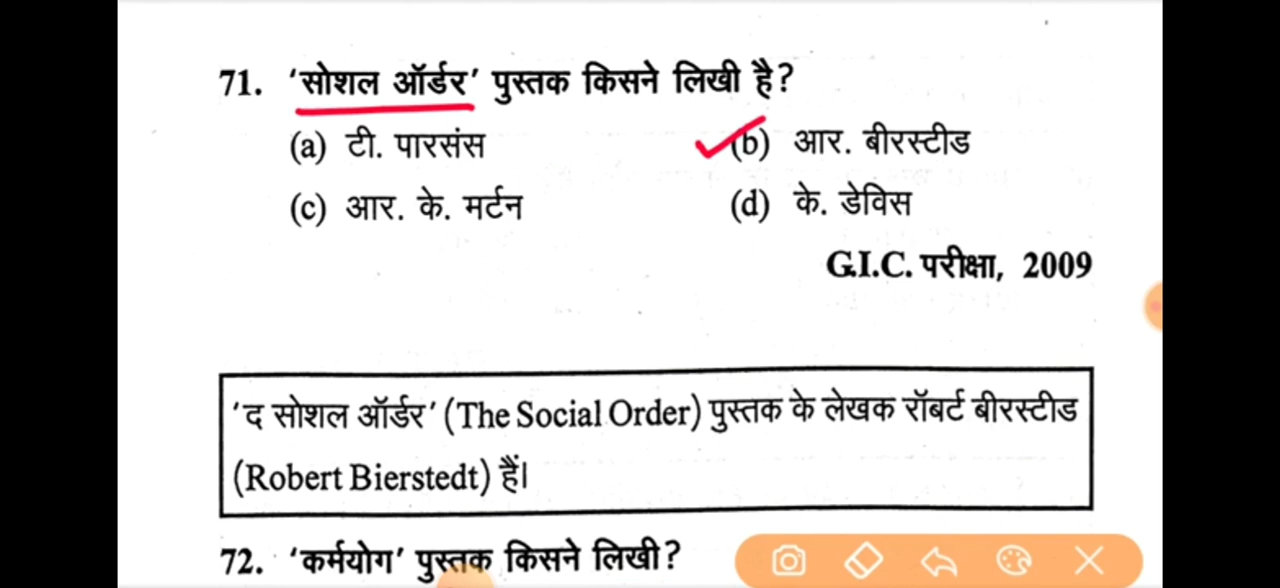 71. ‘सोशल ऑर्डर’ पुस्तक किसने लिखी है?
(a) टी. पारसंस (b) आर. बीरस्टीड
(c) आर. के. मर्टन (d) के. डेविस
G.I.C. परीक्षा, 2009
‘द सोशल ऑर्डर’ (The Social Order) पुस्तक के लेखक रॉबर्ट बीरस्टीड
(Robert Bierstedt) हैं।
72. ‘कर्मयोग’ पुस्तक किसने लिखी?